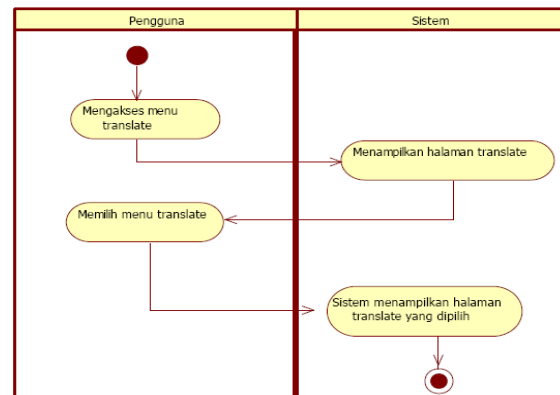 Pengguna
Sistem
Mengakses menu
translate
Menampilkan halaman translate
Memilih menu translate
Sistem menampilkan halaman
translate yang dipilih